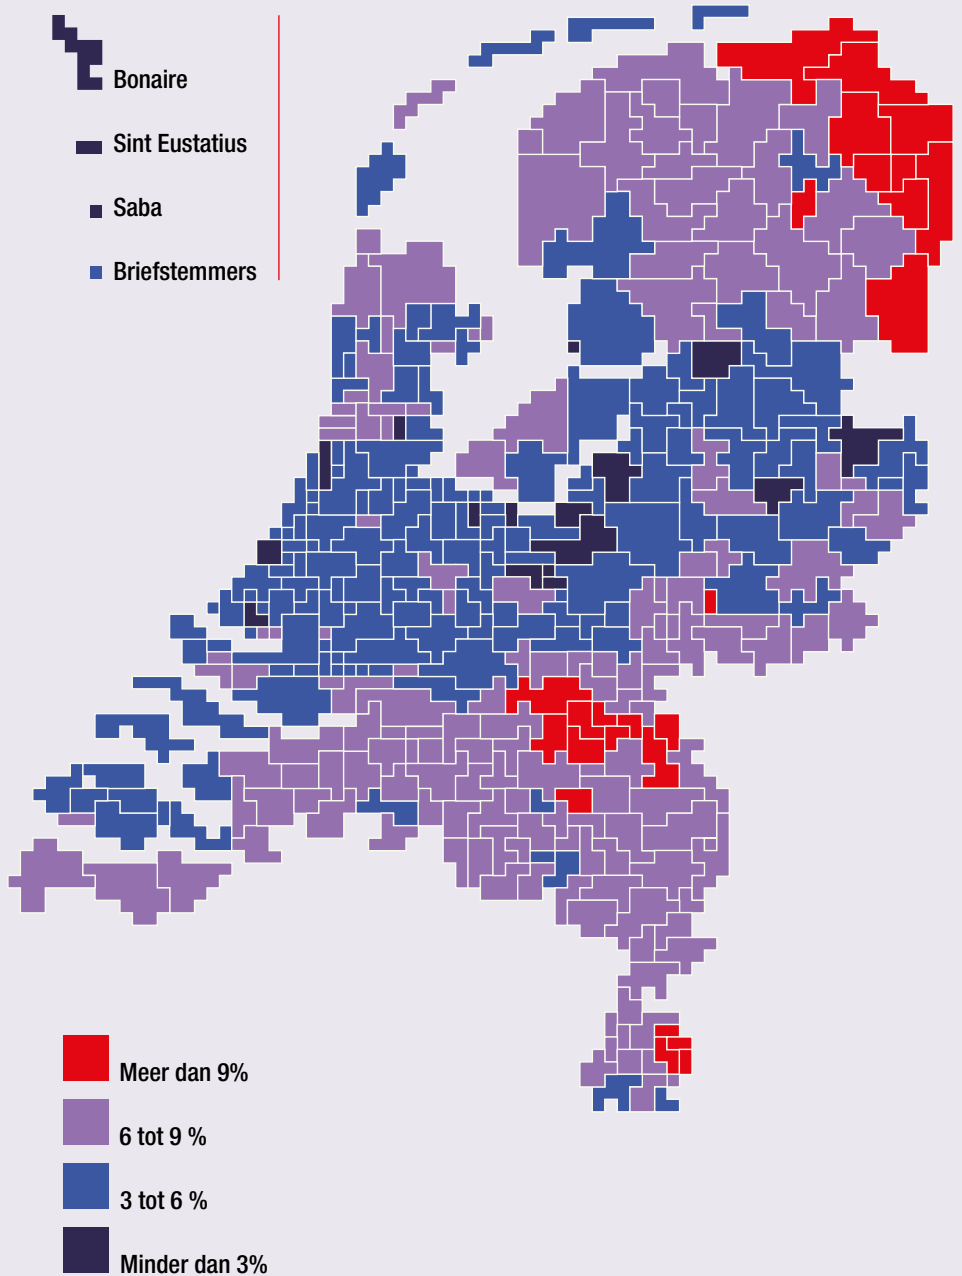 Bonaire
Sint Eustatius
Saba
Briefstemmers
Meer dan 9%
6 tot 9 %
3 tot 6 %
Minder dan 3%